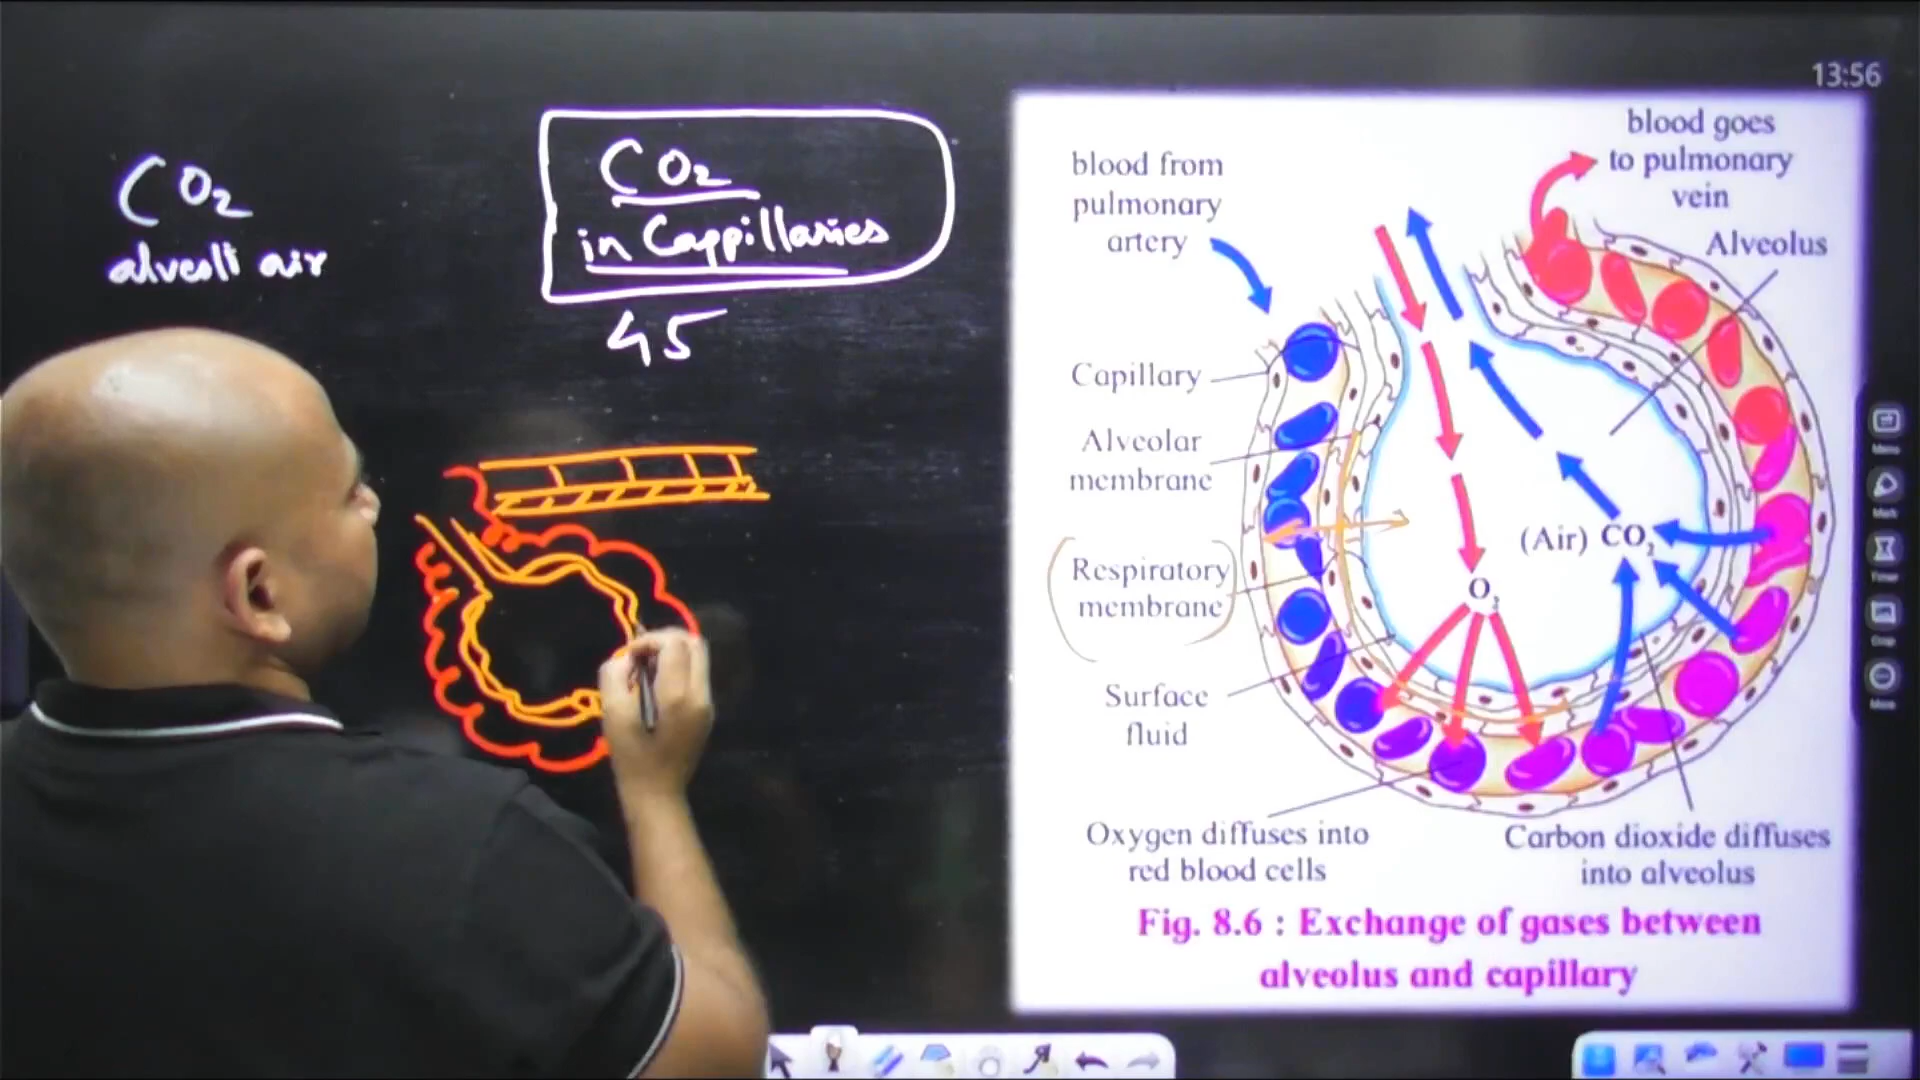 13:56
CO2
alveoli air
CO2
in Cappillaries
45
blood from
pulmonary
artery
blood goes
to pulmonary
vein
Alveolus
Capillary
Alveolar
membrane
Respiratory
membrane
(Air) CO2
O2
Surface
fluid
Oxygen diffuses into
red blood cells
Carbon dioxide diffuses
into alveolus
Fig. 8.6 : Exchange of gases between
alveolus and capillary